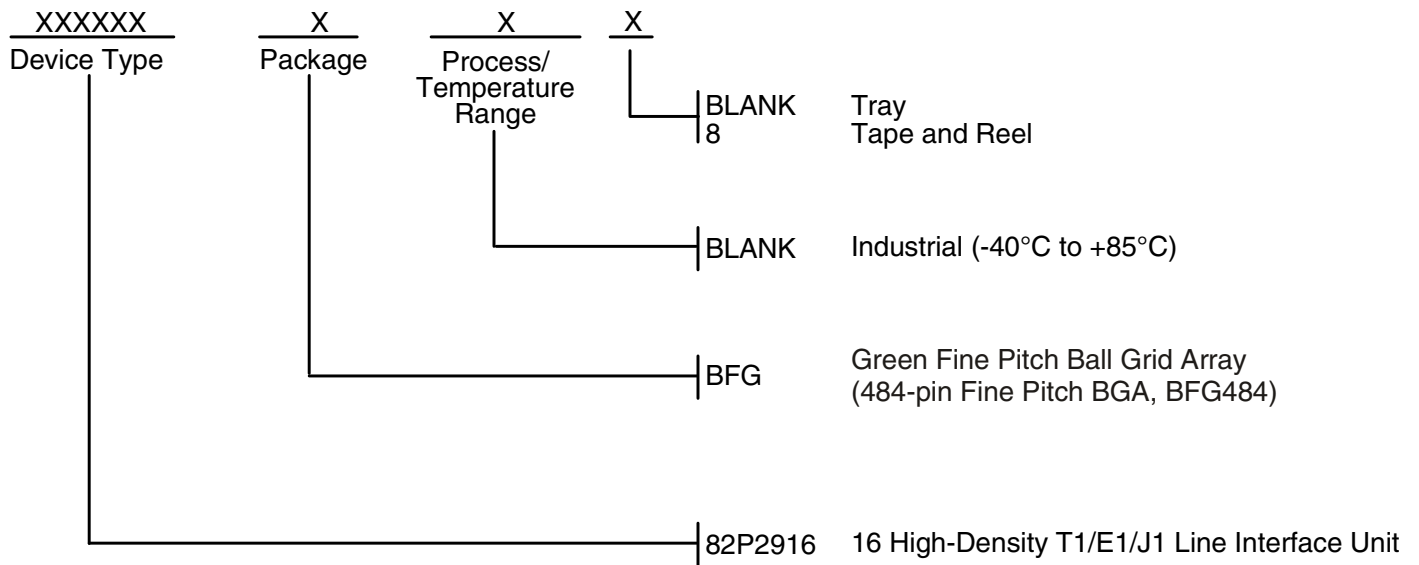 XXXXXX X X X
Device Type Package Process/
Temperature
Range
BLANK Tray
8 Tape and Reel
BLANK Industrial (-40°C to +85°C)
BFG Green Fine Pitch Ball Grid Array
(484-pin Fine Pitch BGA, BFG484)
82P2916 16 High-Density T1/E1/J1 Line Interface Unit